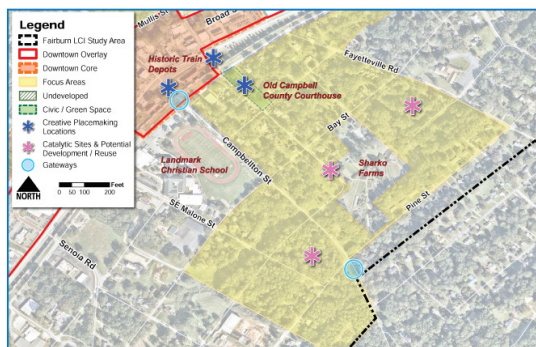 Legend
Fairburn LCI Study Area
Downtown Overlay
Downtown Core
Focus Areas
Undeveloped
Civic / Green Space
Creative Placemaking
Locations
Catalytic Sites & Potential
Development / Reuse
Gateways
NORTH
0 50 100 200
Feet
Mullis St
Broad S
Historic Train
Depots
Fayetteville Rd
Old Campbell
County Courthouse
Bay St
Campbellton St
Landmark
Christian School
Sharko
Farms
Pine St
SE Malone St
Senoia Rd